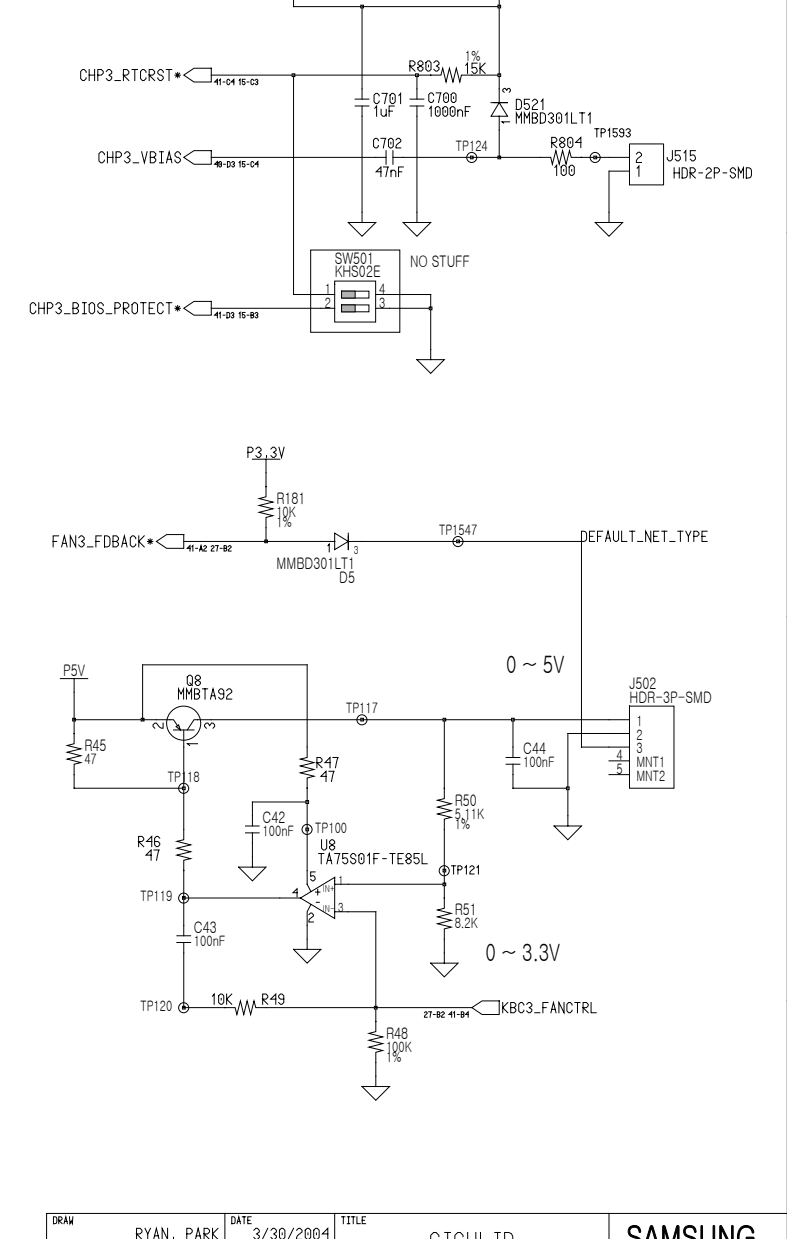 CHP3_RTCRST*
41-C4 15-C3
R803
1%
15K
3
C701
1uF
C700
1000nF
D521
MMBD301LT1
1
CHP3_VBIAS
40-D3 15-C4
C702
47nF
TP124
R804
100
TP1593
2
1
J515
HDR-2P-SMD
SW501
KHS02E
NO STUFF
1
2
4
3
CHP3_BIOS_PROTECT*
41-D3 15-B3
P3.3V
R181
10K
1%
FAN3_FDBACK*
41-A2 27-B2
1
3
MMBD301LT1
D5
TP1547
DEFAULT_NET_TYPE
0 ~ 5V
P5V
Q8
MMBTA92
2
3
1
TP117
J502
HDR-3P-SMD
1
2
3
4
5
MNT1
MNT2
R45
47
TP118
R47
47
C44
100nF
R50
5.11K
1%
C42
100nF
TP100
R46
47
U8
TA75S01F-TE85L
TP121
5
4
2
+
-
IN+
IN-
1
3
TP119
R51
8.2K
C43
100nF
0 ~ 3.3V
TP120
10K R49
27-B2 41-B4
KBC3_FANCTRL
R48
100K
1%
DRAW
RYAN. PARK
DATE
3/30/2004
TITLE
SAMSUNG